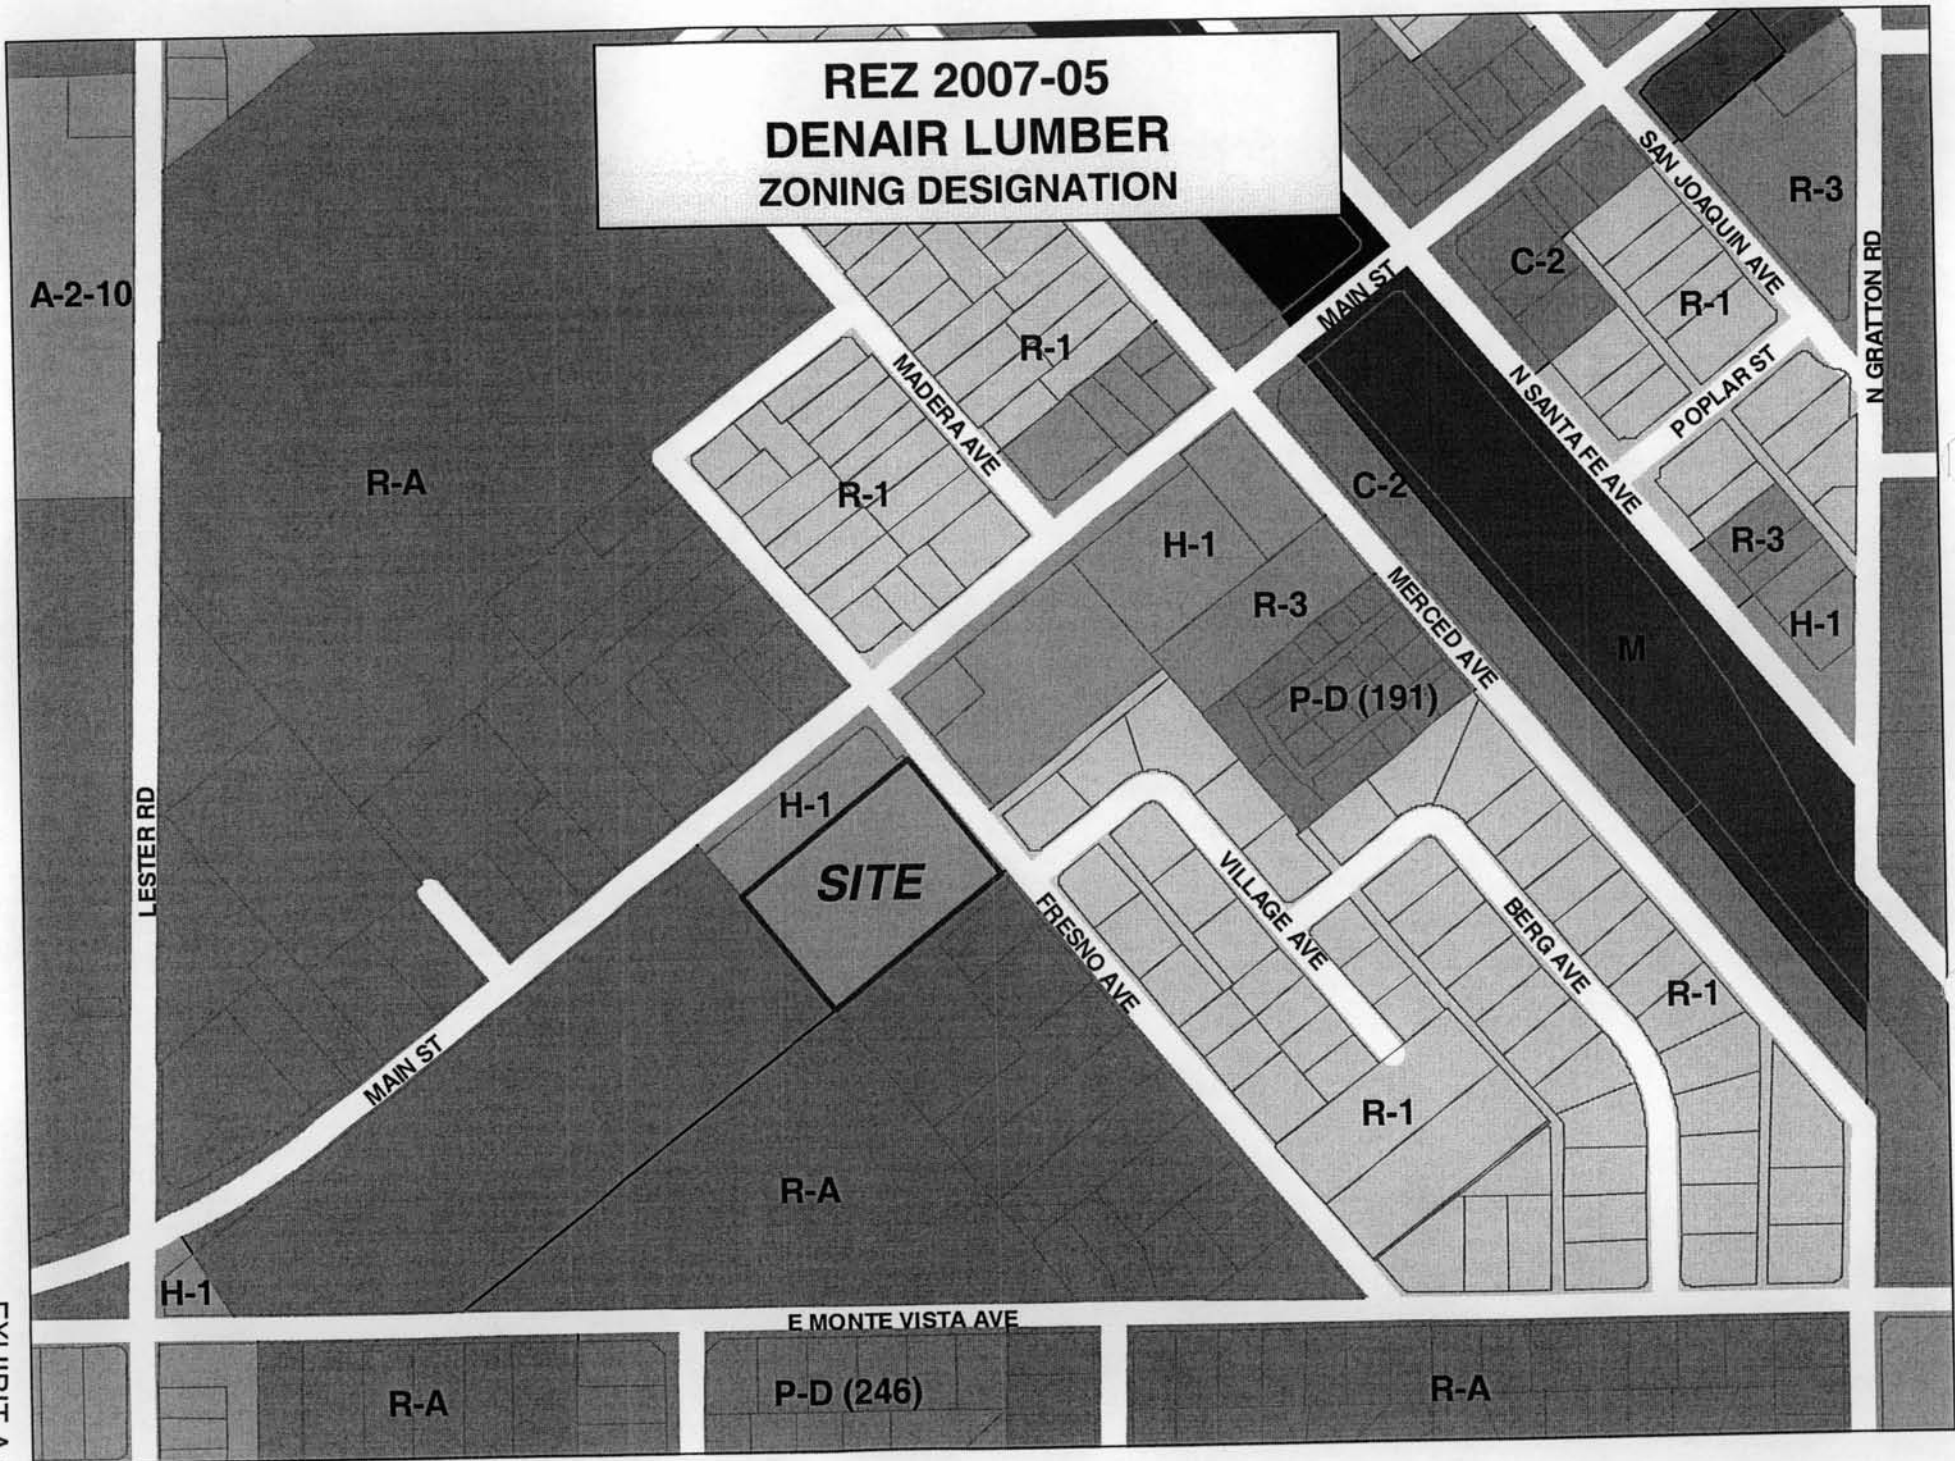 REZ 2007-05
DENAIR LUMBER
ZONING DESIGNATION
SAN JOAQUIN AVE
R-3
A-2-10
C-2
MAIN ST
R-1
N GRATTON RD
R-1
MADERA AVE
N SANTA FE AVE
POPLAR ST
R-A
R-1
C-2
H-1
R-3
R-3
MERCED AVE
H-1
M
P-D (191)
H-1
LESTER RD
SITE
VILLAGE AVE
FRESNO AVE
BERG AVE
R-1
MAIN ST
R-1
R-A
H-1
E MONTE VISTA AVE
R-A
P-D (246)
R-A